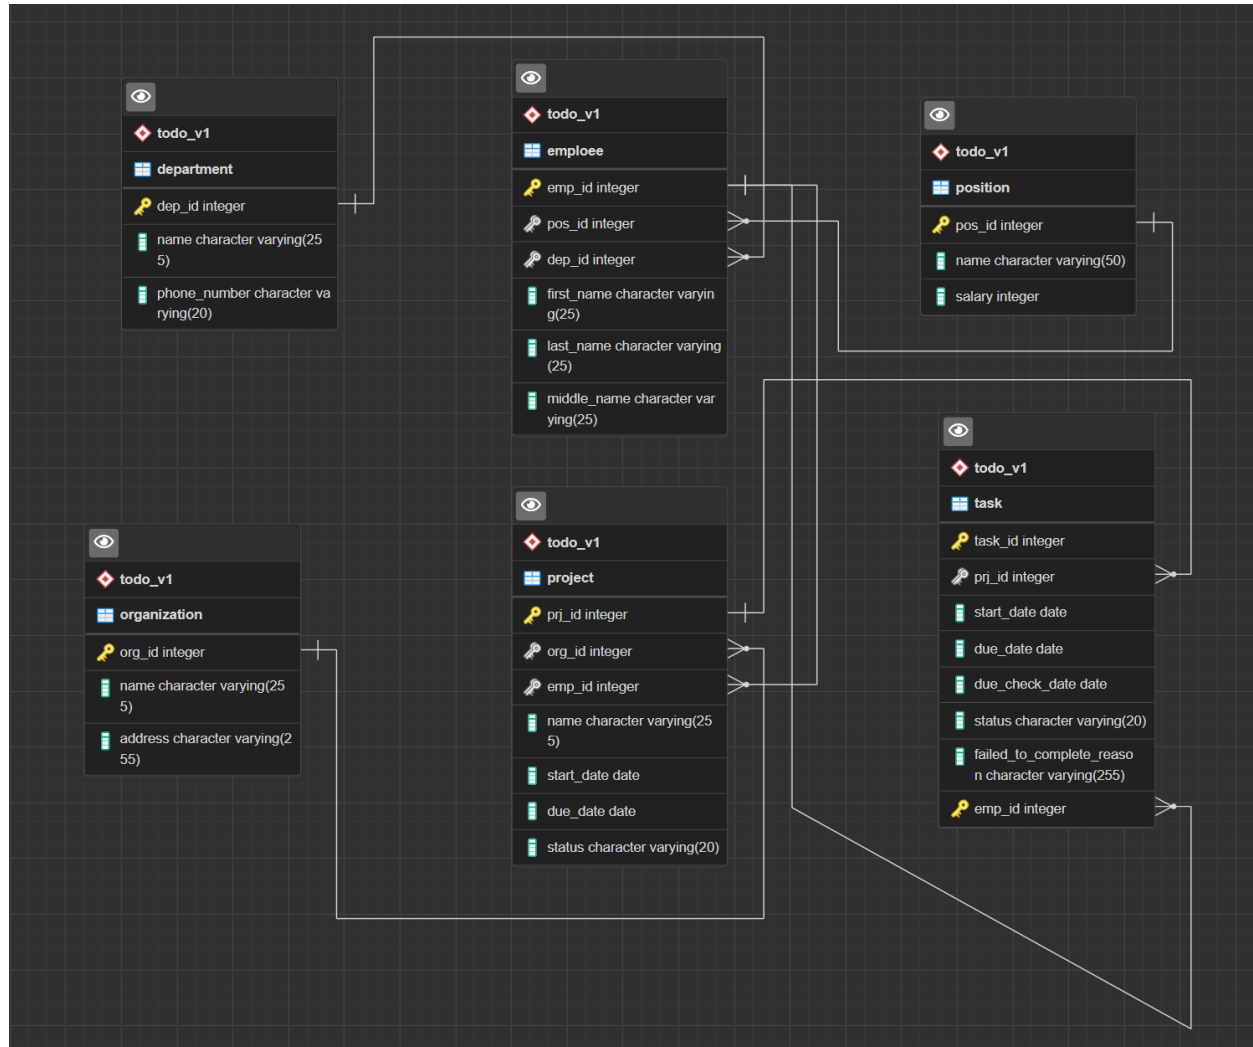 todo_v1
department
dep_id integer
name character varying(25
5)
phone_number character va
rying(20)
todo_v1
emploee
emp_id integer
pos_id integer
dep_id integer
first_name character varyin
g(25)
last_name character varying
(25)
middle_name character var
ying(25)
todo_v1
position
pos_id integer
name character varying(50)
salary integer
todo_v1
organization
org_id integer
name character varying(25
5)
address character varying(2
55)
todo_v1
project
prj_id integer
org_id integer
emp_id integer
name character varying(25
5)
start_date date
due_date date
status character varying(20)
todo_v1
task
task_id integer
prj_id integer
start_date date
due_date date
due_check_date date
status character varying(20)
failed_to_complete_reaso
n character varying(255)
emp_id integer